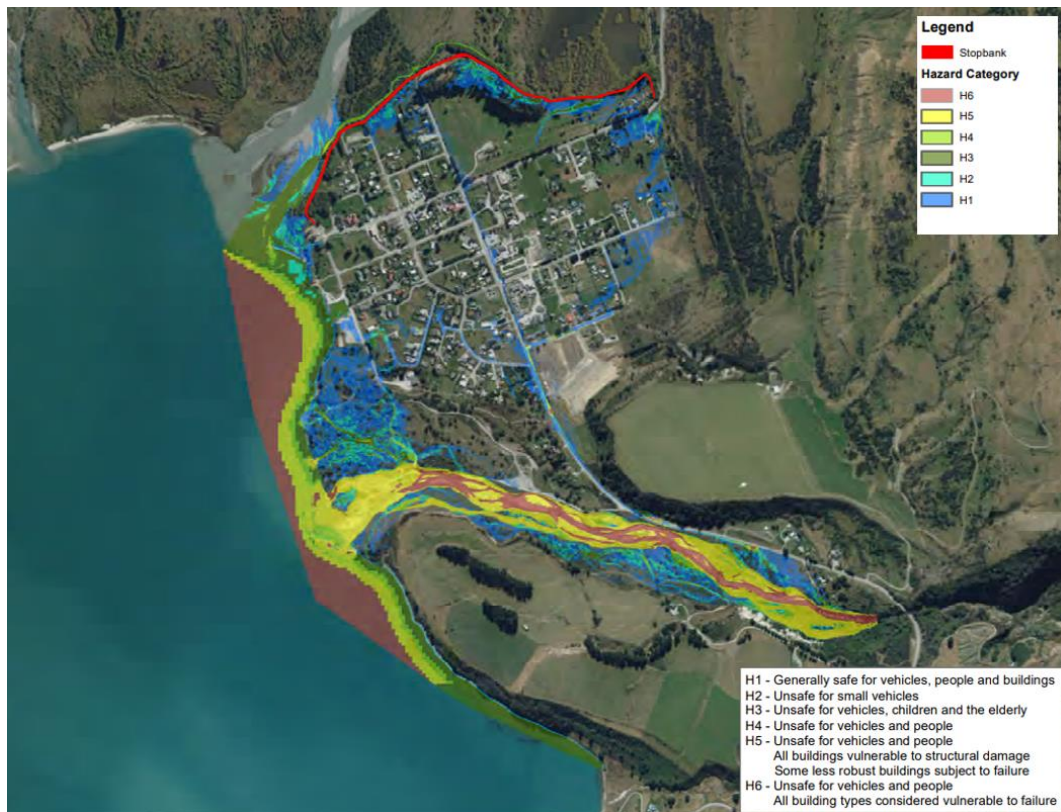 Legend
Stopbank
Hazard Category
H6
H5
H4
H3
H2
H1
H1 - Generally safe for vehicles, people and buildings
H2 - Unsafe for small vehicles
H3 - Unsafe for vehicles, children and the elderly
H4 - Unsafe for vehicles and people
H5 - Unsafe for vehicles and people
All buildings vulnerable to structural damage
Some less robust buildings subject to failure
H6 - Unsafe for vehicles and people
All building types considered vulnerable to failure